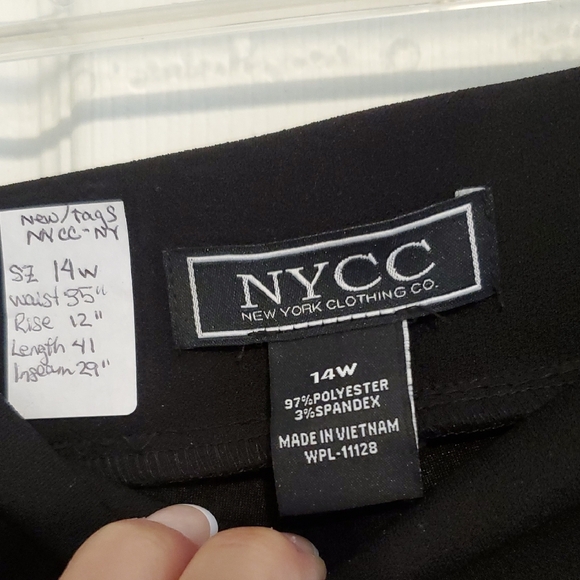 New/tags
NYCC-NY
SZ 14W
Waist 35"
Rise 12"
Length 41
Inseam 29"
NYCC
NEW YORK CLOTHING CO.
14W
97%POLYESTER
3%SPANDEX
MADE IN VIETNAM
WPL-11128